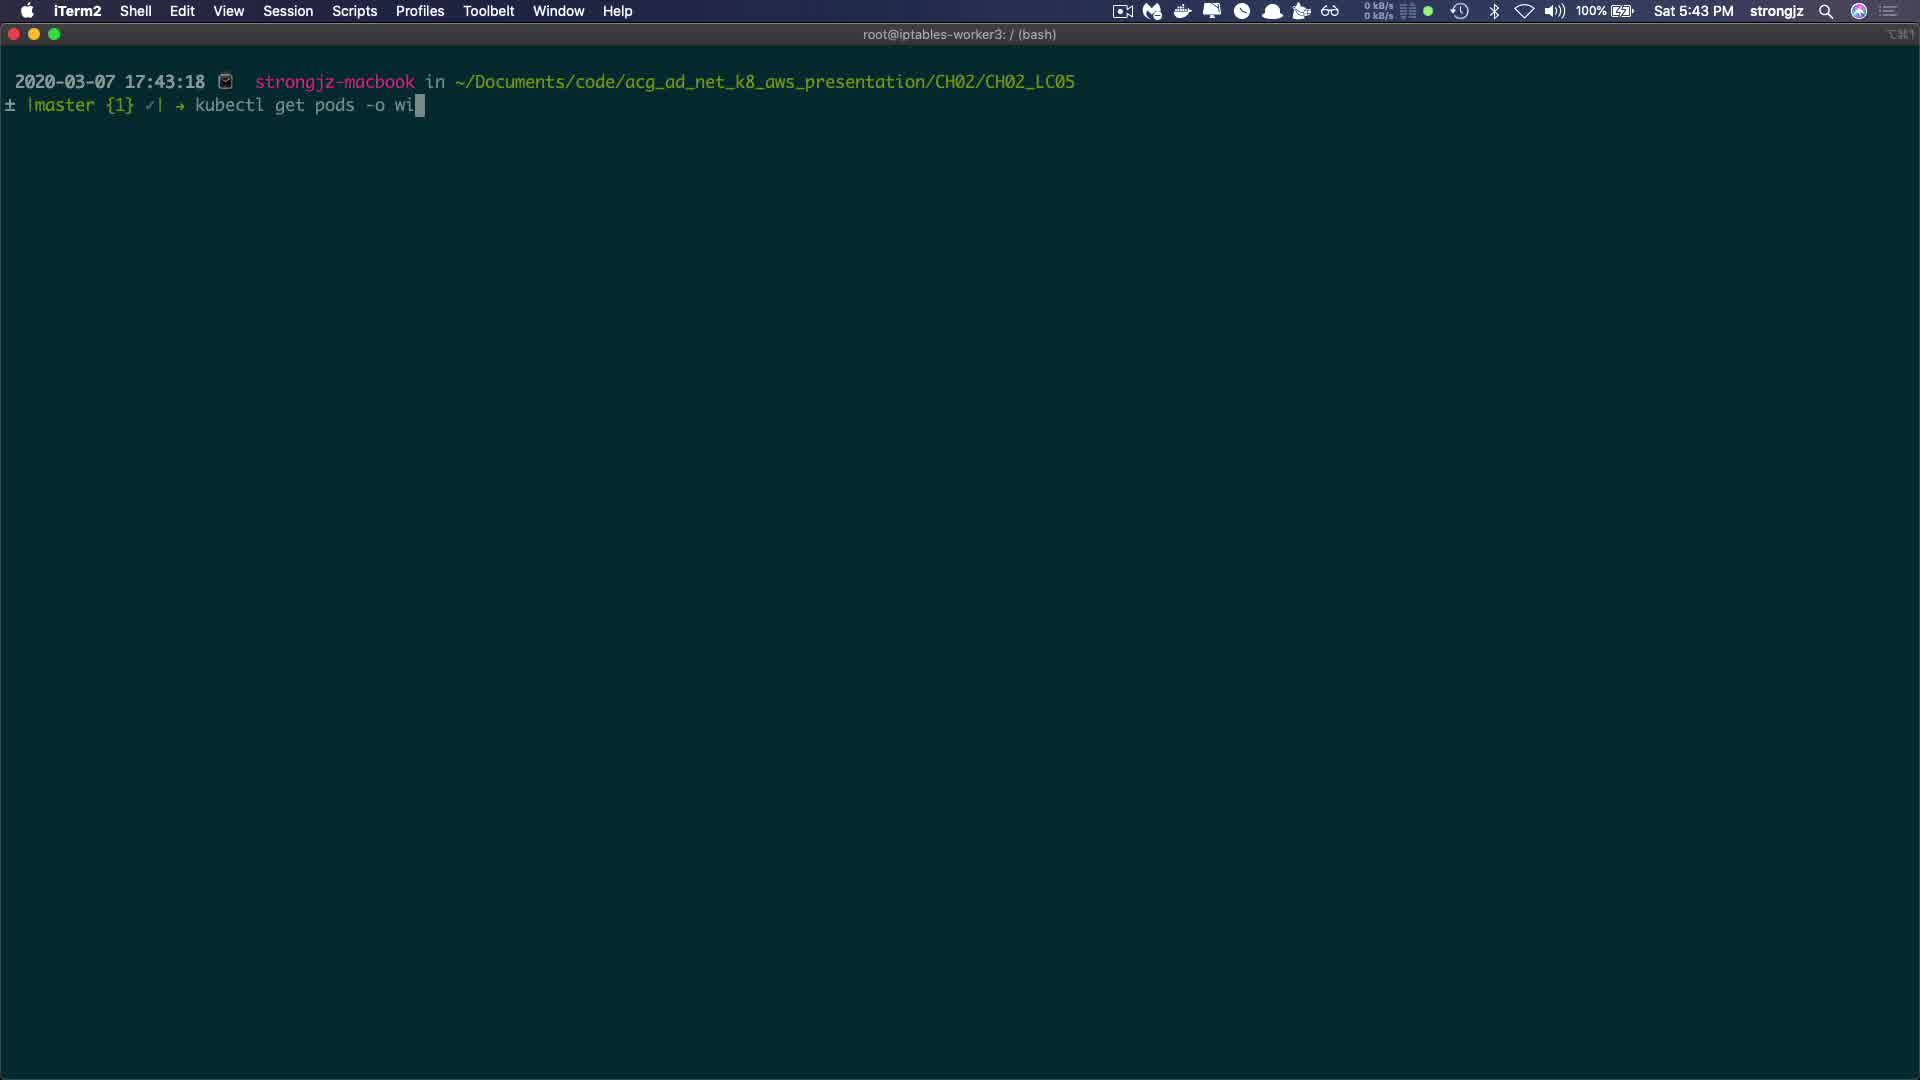 iTerm2 Shell Edit View Session Scripts Profiles Toolbelt Window Help 0 kB/s 0 kB/s 100% Sat 5:43 PM strongjz
root@iptables-worker3: / (bash) ⌥⌘1
2020-03-07 17:43:18 strongjz-macbook in ~/Documents/code/acg_ad_net_k8_aws_presentation/CH02/CH02_LC05
± |master {1} ✓| → kubectl get pods -o wi